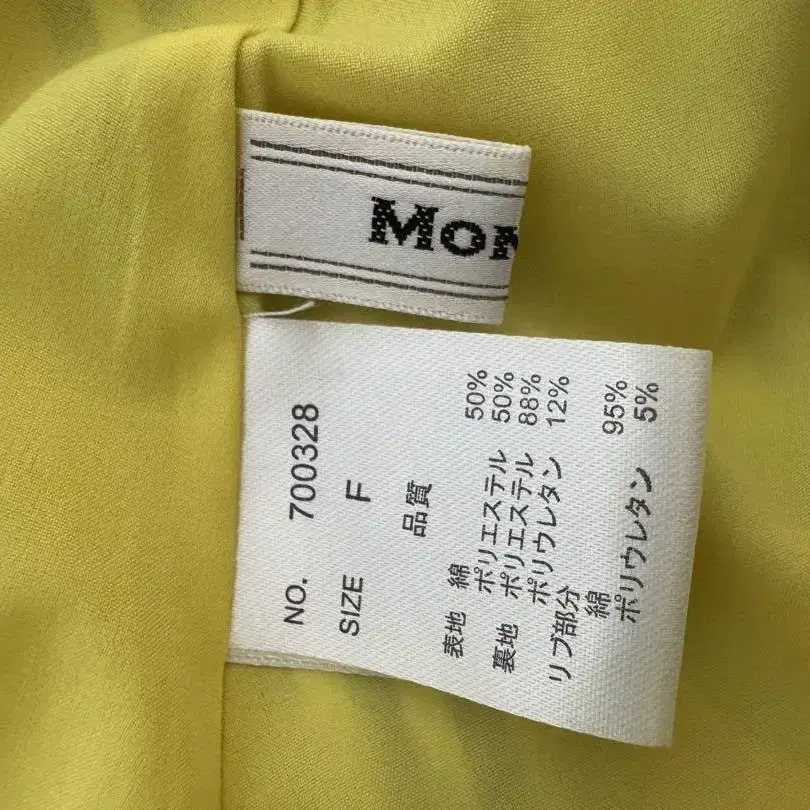 Mon
NO. 700328
SIZE F
品質
表地 綿 50%
ポリエステル 50%
裏地 ポリエステル 88%
ポリウレタン 12%
リブ部分
綿 95%
ポリウレタン 5%